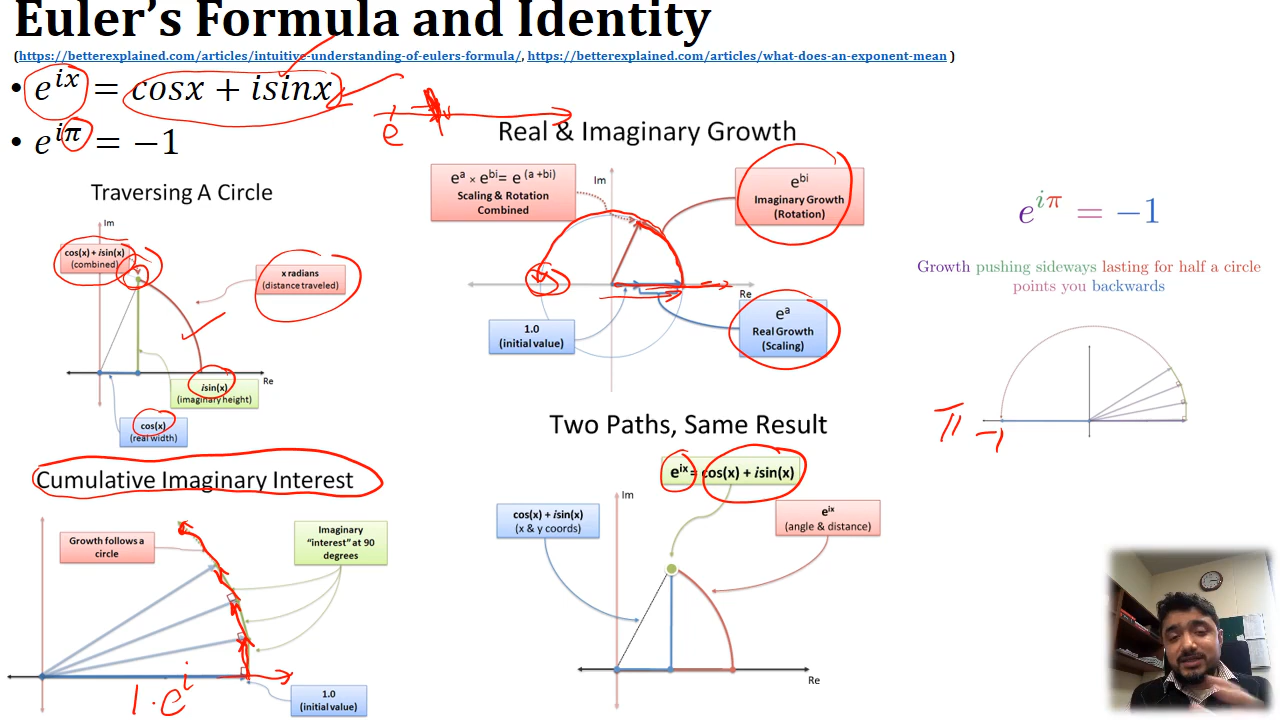 Euler's Formula and Identity
(https://betterexplained.com/articles/intuitive-understanding-of-eulers-formula/, https://betterexplained.com/articles/what-does-an-exponent-mean )
• e^{ix} = cosx + isinx
• e^{iπ} = −1
e
Traversing A Circle
Im
cos(x) + isin(x)
(combined)
x radians
(distance traveled)
Re
isin(x)
(imaginary height)
cos(x)
(real width)
Real & Imaginary Growth
e^a × e^{bi} = e^{(a+bi)}
Scaling & Rotation
Combined
Im
e^{bi}
Imaginary Growth
(Rotation)
Re
1.0
(initial value)
e^a
Real Growth
(Scaling)
e^{iπ} = −1
Growth pushing sideways lasting for half a circle
points you backwards
π −1
Cumulative Imaginary Interest
Growth follows a
circle
Imaginary
"interest" at 90
degrees
1·e^i
1.0
(initial value)
Two Paths, Same Result
e^{ix} = cos(x) + isin(x)
Im
cos(x) + isin(x)
(x & y coords)
e^{ix}
(angle & distance)
Re